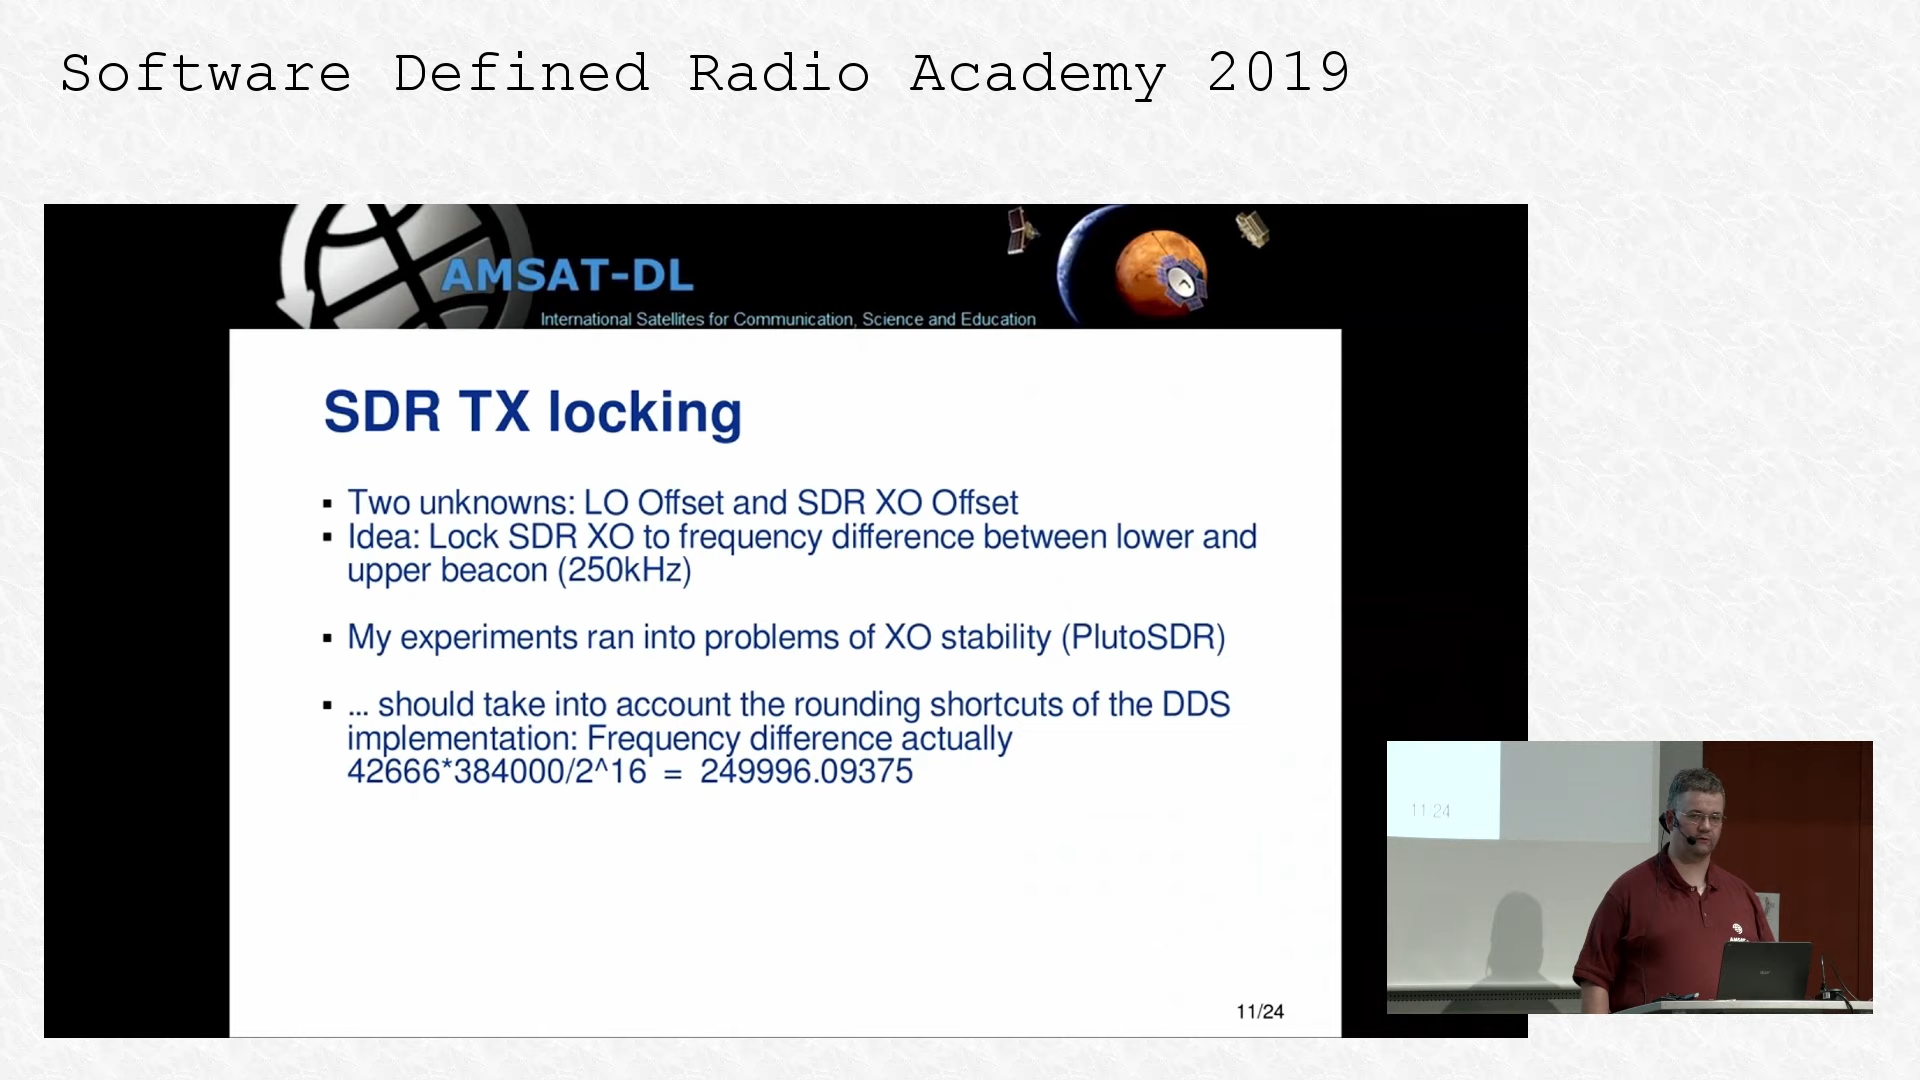 Software Defined Radio Academy 2019
AMSAT-DL
International Satellites for Communication, Science and Education
SDR TX locking
▪ Two unknowns: LO Offset and SDR XO Offset
▪ Idea: Lock SDR XO to frequency difference between lower and
upper beacon (250kHz)
▪ My experiments ran into problems of XO stability (PlutoSDR)
▪ ... should take into account the rounding shortcuts of the DDS
implementation: Frequency difference actually
42666*384000/2^16 = 249996.09375
11/24
11 24